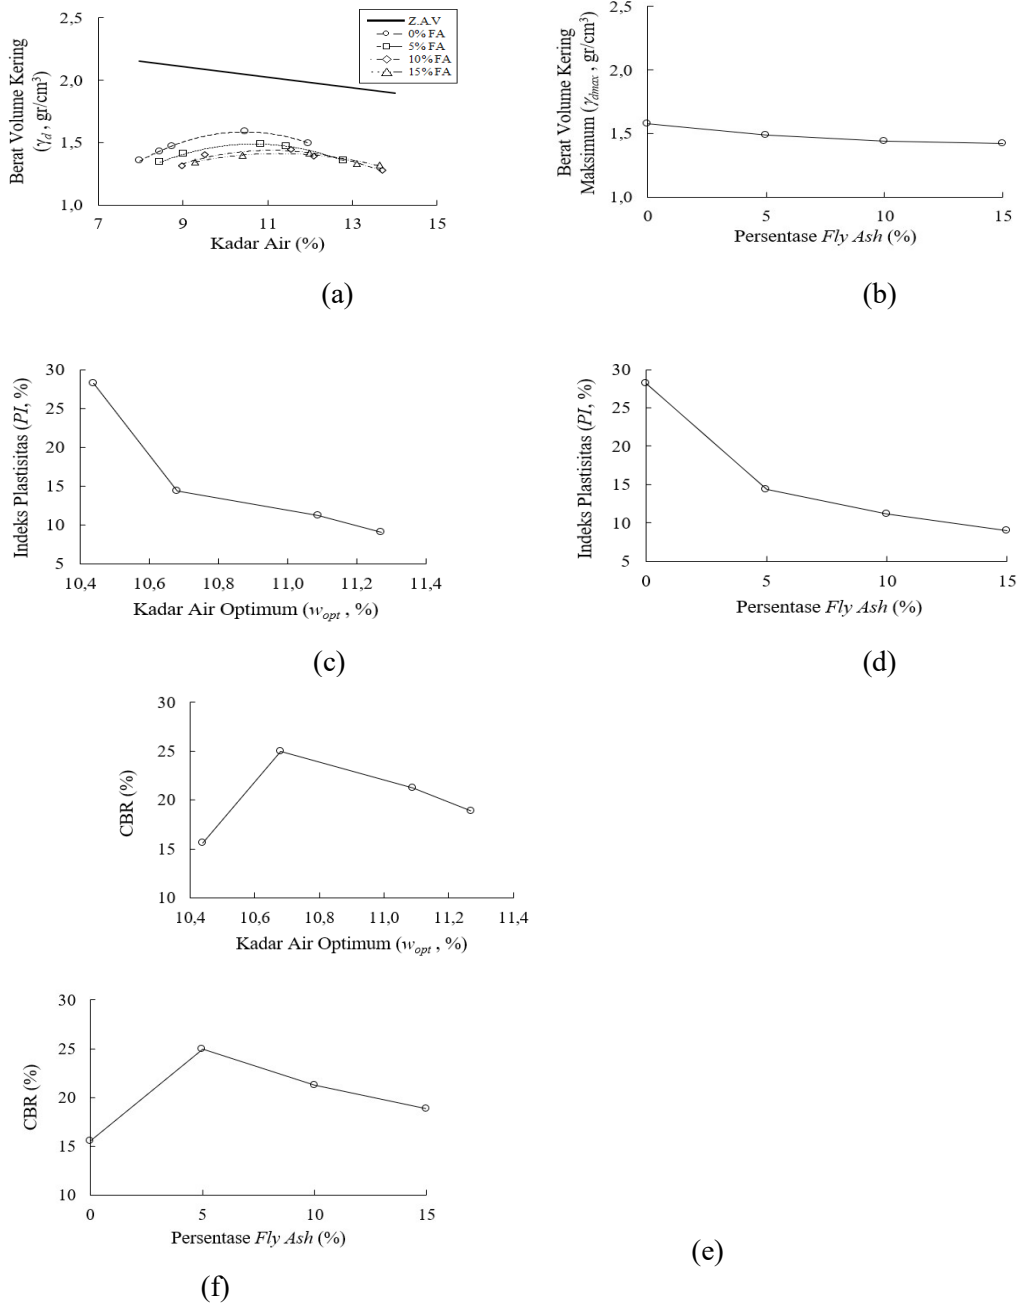 2,5
2,0
1,5
1,0
7 9 11 13 15
Berat Volume Kering
(γd , gr/cm³)
Kadar Air (%)
Z.A.V
0% FA
5% FA
10% FA
15% FA
(a)
2,5
2,0
1,5
1,0
0 5 10 15
Berat Volume Kering
Maksimum (γdmax , gr/cm³)
Persentase Fly Ash (%)
(b)
30
25
20
15
10
5
10,4 10,6 10,8 11,0 11,2 11,4
Indeks Plastisitas (PI, %)
Kadar Air Optimum (wopt , %)
(c)
30
25
20
15
10
5
0 5 10 15
Indeks Plastisitas (PI, %)
Persentase Fly Ash (%)
(d)
30
25
20
15
10
10,4 10,6 10,8 11,0 11,2 11,4
CBR (%)
Kadar Air Optimum (wopt , %)
30
25
20
15
10
0 5 10 15
CBR (%)
Persentase Fly Ash (%)
(e)
(f)